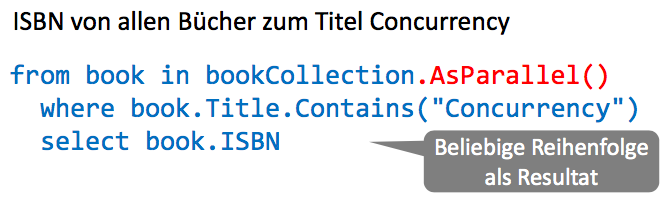 ISBN von allen Bücher zum Titel Concurrency
from book in bookCollection.AsParallel()
where book.Title.Contains("Concurrency")
select book.ISBN
Beliebige Reihenfolge
als Resultat